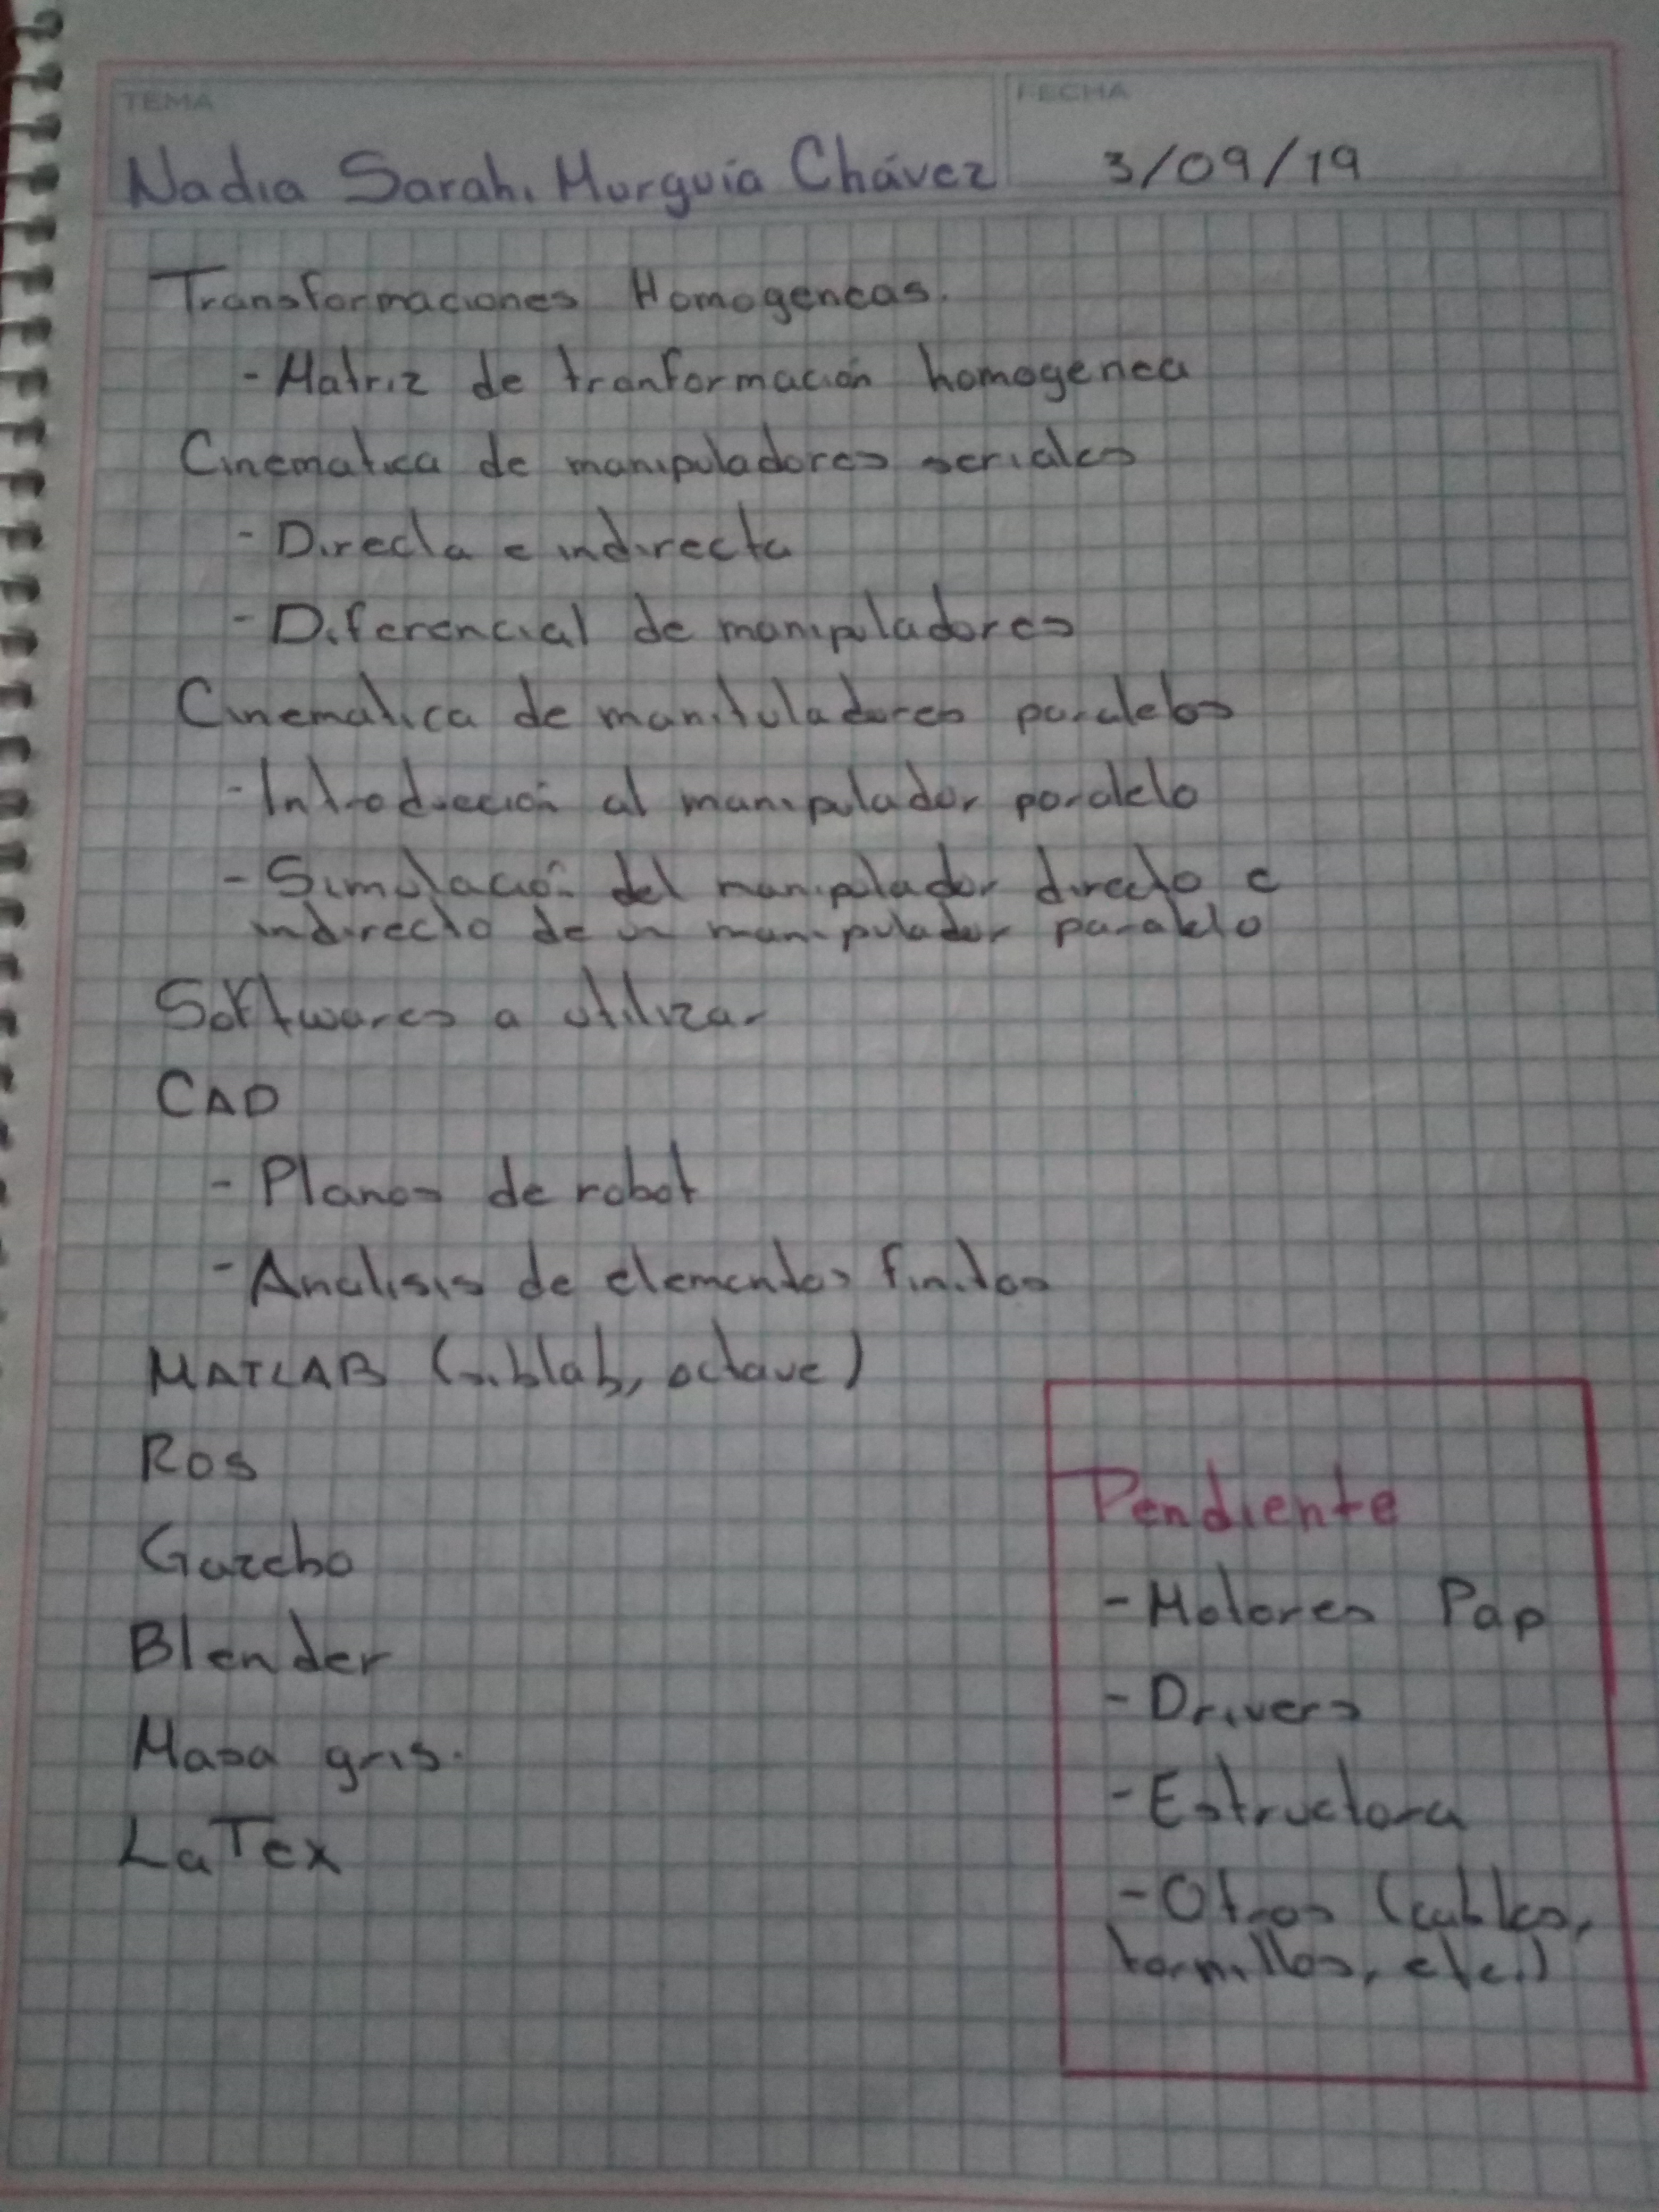 TEMA
FECHA
Nadia Sarah. Murguía Chávez
3/09/19
Transformaciones Homogeneas.
- Matriz de tranformación homogenea
Cinematica de manipuladores seriales
- Directa e indirecta
- Diferencial de manipuladores
Cinematica de manituladores paralelos
- Introducción al manipulador paralelo
- Simulación del manipulador directo e
indirecto de un manipulador paralelo
Softwares a utilizar
CAD
- Planos de robot
- Analisis de elementos finitos
MATLAB (, octave)
Ros
Gazebo
Blender
Masa gris.
LaTex
Pendiente
- Motores Pap
- Drivers
- Estructura
- Otros (cables,
tornillos, etc.)